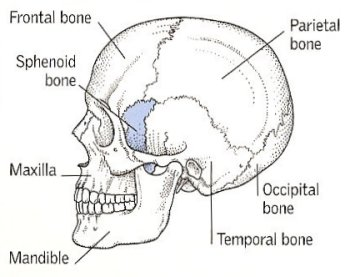 Frontal bone
Parietal
bone
Sphenoid
bone
Maxilla
Occipital
bone
Temporal bone
Mandible